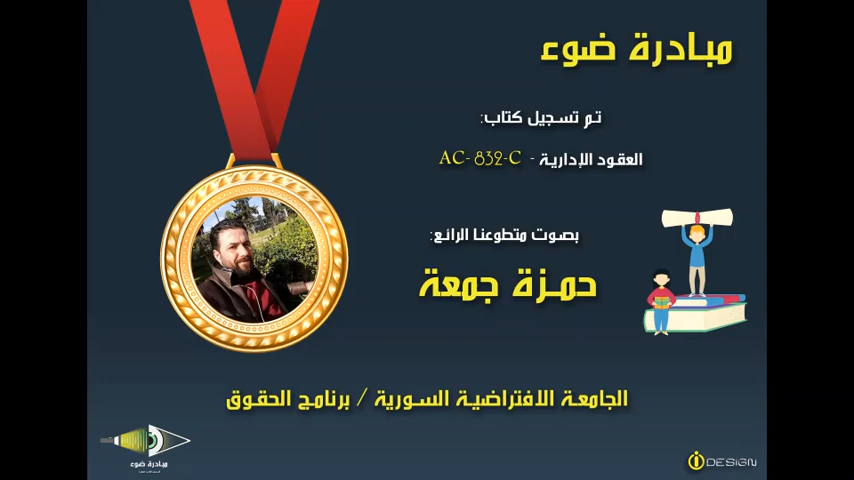 مبادرة ضوء
تم تسجيل كتاب:
العقود الإدارية - AC- 832-C
بصوت متطوعنا الرائع:
حمزة جمعة
الجامعة الافتراضية السورية / برنامج الحقوق
مبادرة ضوء
iDESIGN